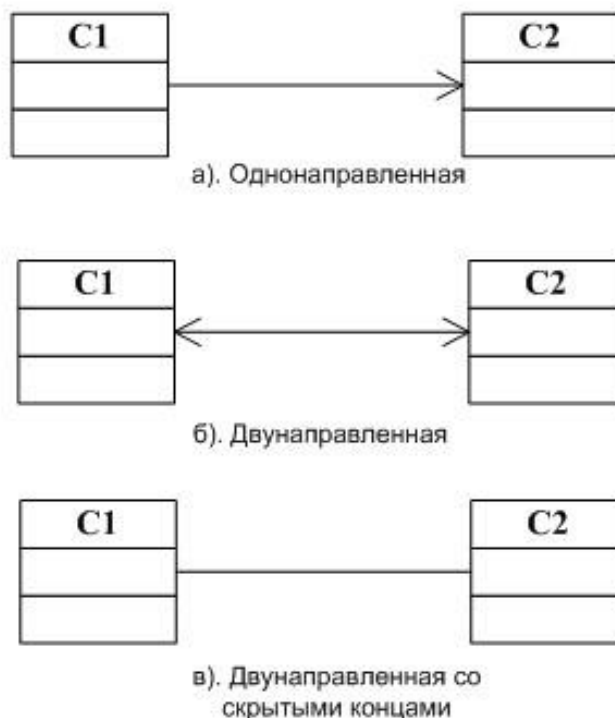 C1 C2
а). Однонаправленная
C1 C2
б). Двунаправленная
C1 C2
в). Двунаправленная со
скрытыми концами